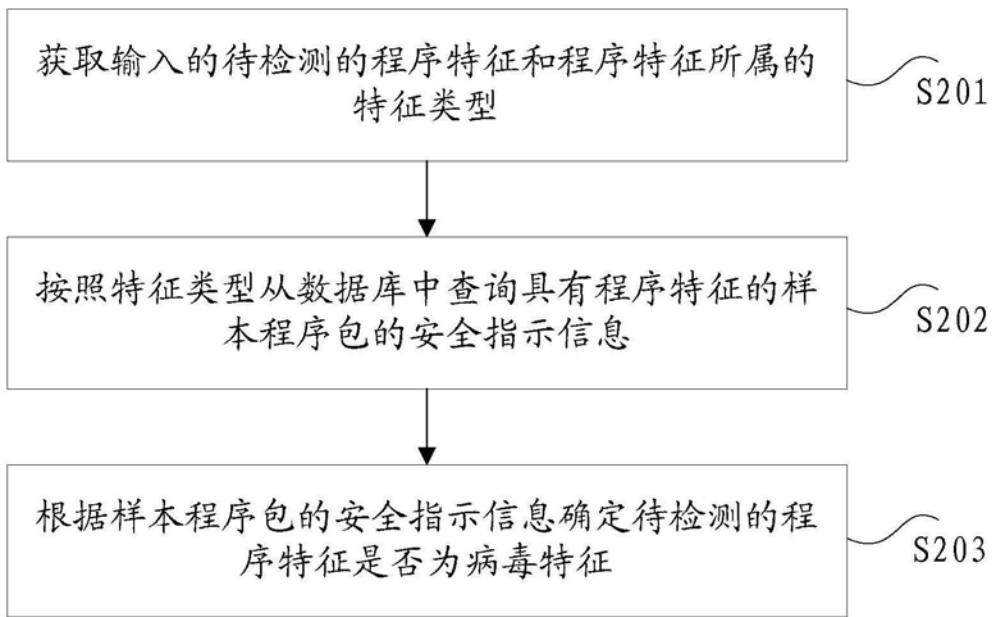 获取输入的待检测的程序特征和程序特征所属的
特征类型
S201
按照特征类型从数据库中查询具有程序特征的样
本程序包的安全指示信息
S202
根据样本程序包的安全指示信息确定待检测的程
序特征是否为病毒特征
S203